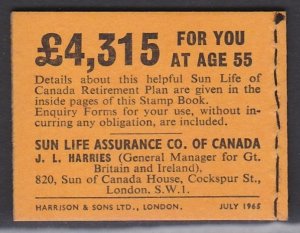 £4,315 FOR YOU
AT AGE 55
Details about this helpful Sun Life of
Canada Retirement Plan are given in the
inside pages of this Stamp Book.
Enquiry Forms for your use, without in-
curring any obligation, are included.
SUN LIFE ASSURANCE CO. OF CANADA
J. L. HARRIES (General Manager for Gt.
Britain and Ireland),
820, Sun of Canada House, Cockspur St.,
London, S.W.1.
HARRISON & SONS LTD., LONDON. JULY 1965